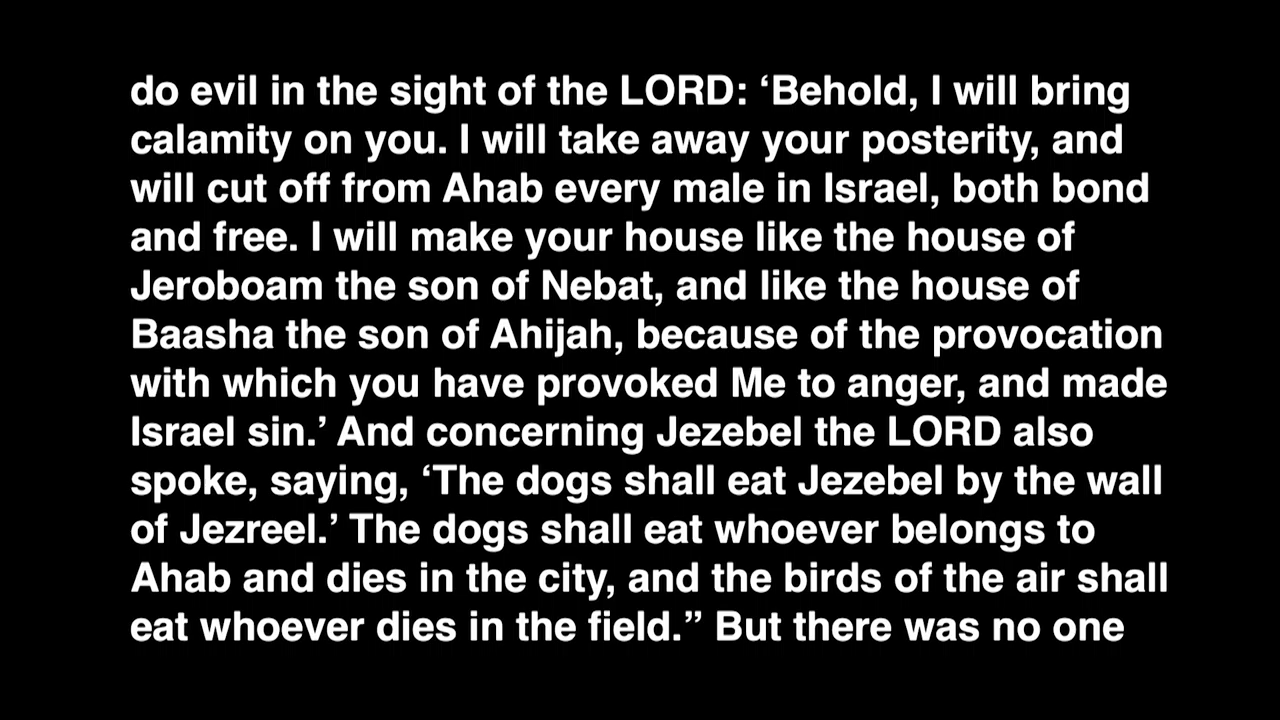 do evil in the sight of the LORD: ‘Behold, I will bring
calamity on you. I will take away your posterity, and
will cut off from Ahab every male in Israel, both bond
and free. I will make your house like the house of
Jeroboam the son of Nebat, and like the house of
Baasha the son of Ahijah, because of the provocation
with which you have provoked Me to anger, and made
Israel sin.’ And concerning Jezebel the LORD also
spoke, saying, ‘The dogs shall eat Jezebel by the wall
of Jezreel.’ The dogs shall eat whoever belongs to
Ahab and dies in the city, and the birds of the air shall
eat whoever dies in the field.” But there was no one